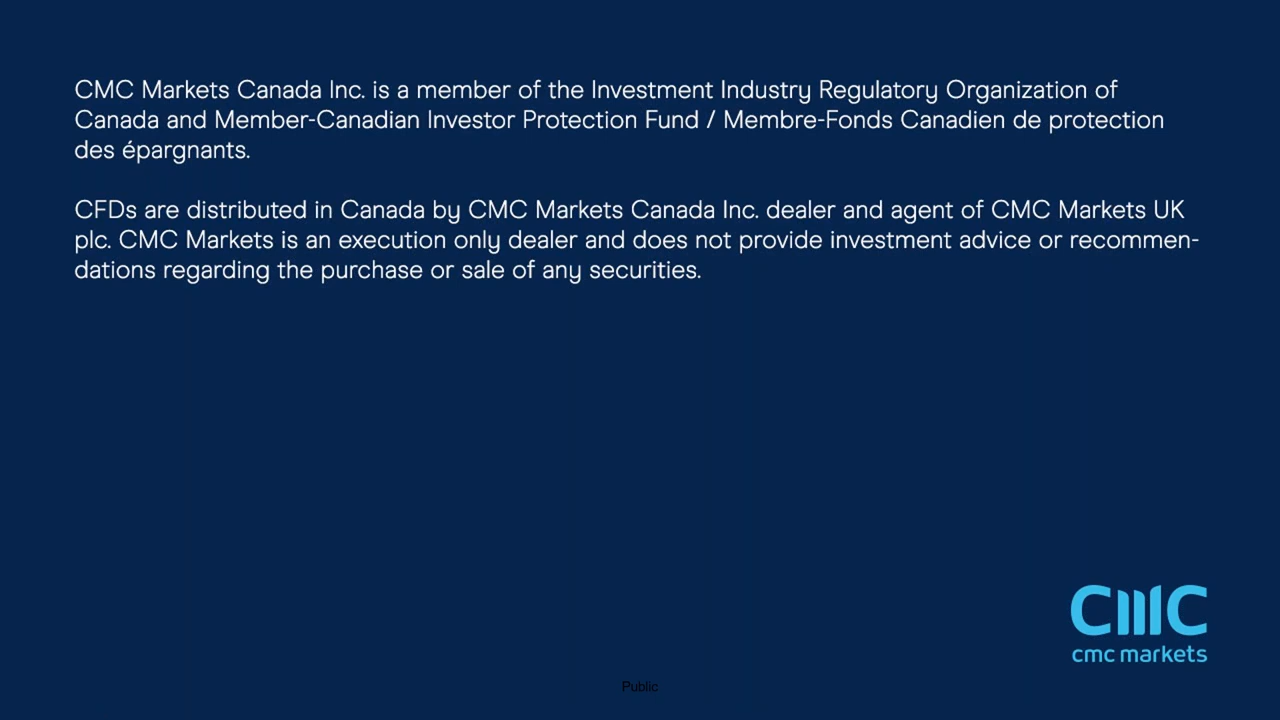 CMC Markets Canada Inc. is a member of the Investment Industry Regulatory Organization of
Canada and Member-Canadian Investor Protection Fund / Membre-Fonds Canadien de protection
des épargnants.
CFDs are distributed in Canada by CMC Markets Canada Inc. dealer and agent of CMC Markets UK
plc. CMC Markets is an execution only dealer and does not provide investment advice or recommen-
dations regarding the purchase or sale of any securities.
CMC
cmc markets
Public